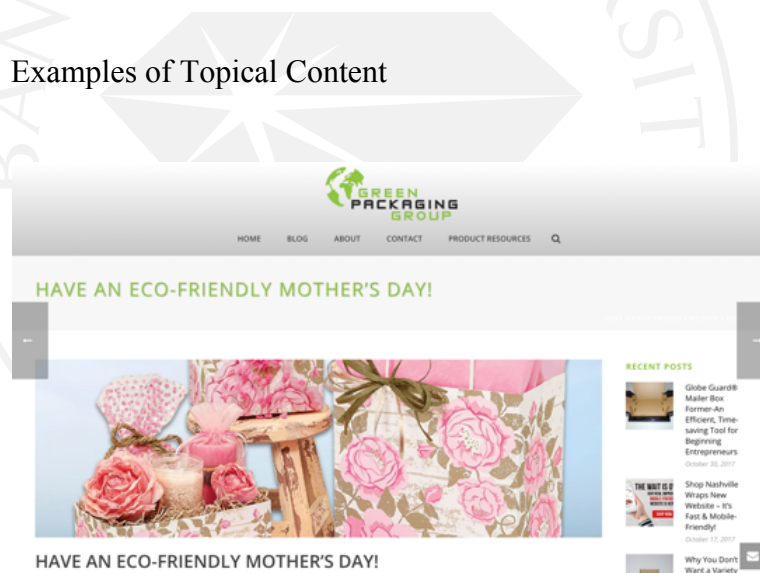 Examples of Topical Content
GREEN
PACKAGING
GROUP
HOME BLOG ABOUT CONTACT PRODUCT RESOURCES
HAVE AN ECO-FRIENDLY MOTHER'S DAY!
RECENT POSTS
Globe Guard®
Mailer Box
Former-An
Efficient, Time-
saving Tool for
Beginning
Entrepreneurs
October 30, 2017
THE WAIT IS
Shop Nashville
Wraps New
Website – It's
Fast & Mobile-
Friendly!
October 17, 2017
HAVE AN ECO-FRIENDLY MOTHER'S DAY!
Why You Don't
Want a Variety